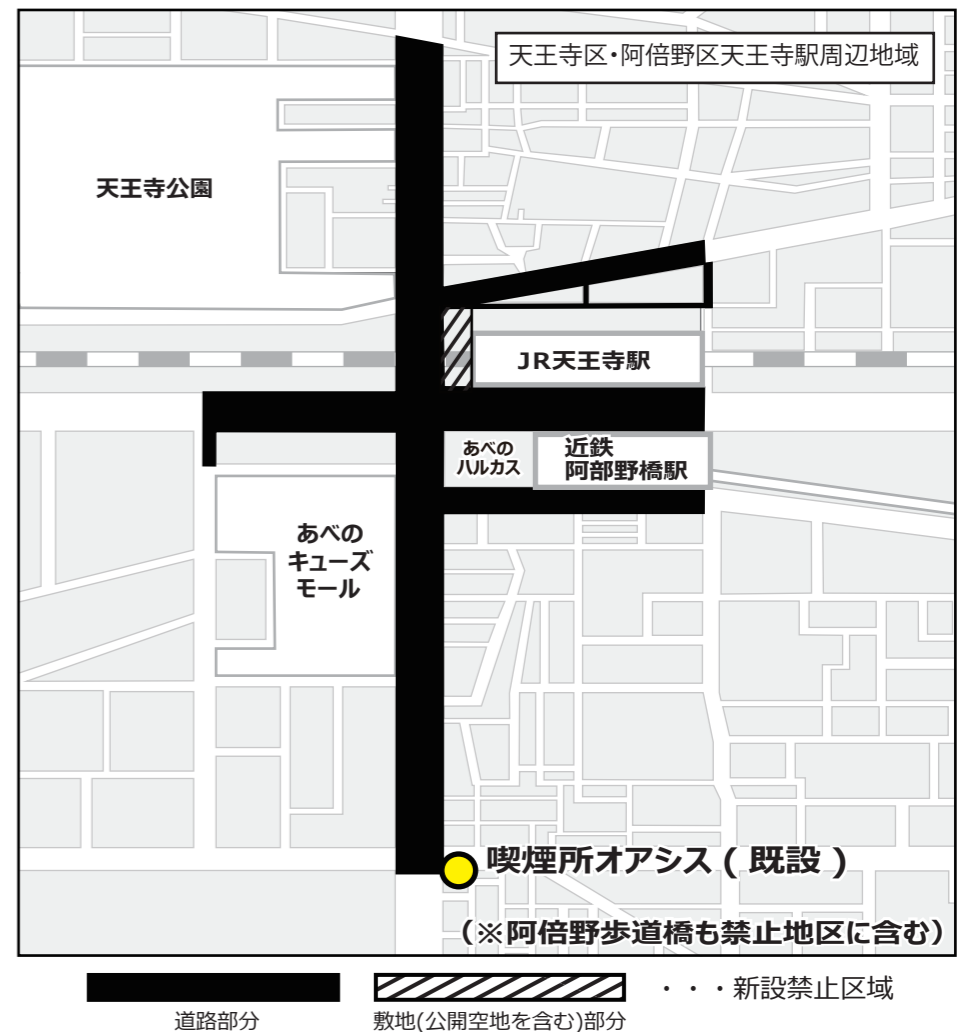 天王寺区・阿倍野区天王寺駅周辺地域
天王寺公園
JR天王寺駅
あべの
ハルカス
近鉄
阿部野橋駅
あべの
キューズ
モール
喫煙所オアシス ( 既設 )
(※阿倍野歩道橋も禁止地区に含む)
・・・新設禁止区域
道路部分
敷地(公開空地を含む)部分